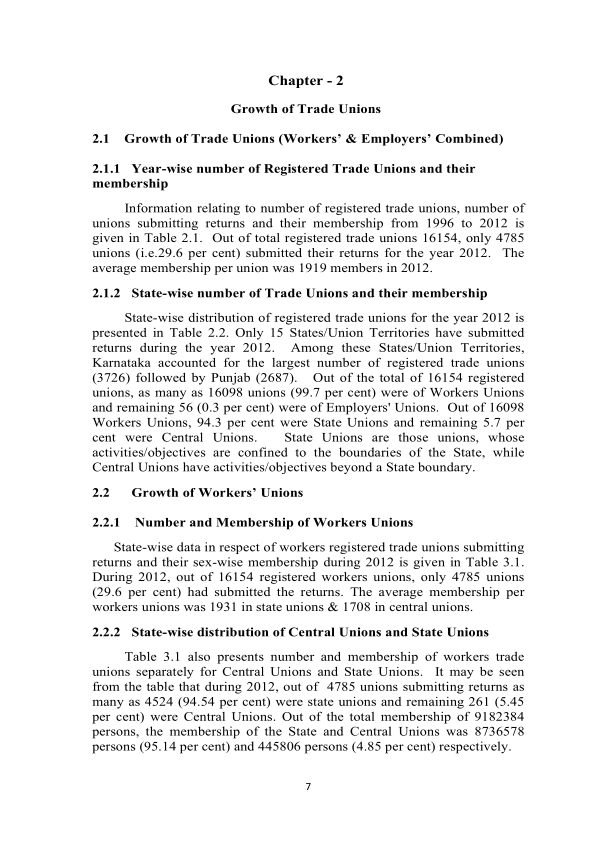 Chapter - 2
Growth of Trade Unions
2.1 Growth of Trade Unions (Workers' & Employers' Combined)
2.1.1 Year-wise number of Registered Trade Unions and their
membership
Information relating to number of registered trade unions, number of
unions submitting returns and their membership from 1996 to 2012 is
given in Table 2.1. Out of total registered trade unions 16154, only 4785
unions (i.e.29.6 per cent) submitted their returns for the year 2012. The
average membership per union was 1919 members in 2012.
2.1.2 State-wise number of Trade Unions and their membership
State-wise distribution of registered trade unions for the year 2012 is
presented in Table 2.2. Only 15 States/Union Territories have submitted
returns during the year 2012. Among these States/Union Territories,
Karnataka accounted for the largest number of registered trade unions
(3726) followed by Punjab (2687). Out of the total of 16154 registered
unions, as many as 16098 unions (99.7 per cent) were of Workers Unions
and remaining 56 (0.3 per cent) were of Employers' Unions. Out of 16098
Workers Unions, 94.3 per cent were State Unions and remaining 5.7 per
cent were Central Unions. State Unions are those unions, whose
activities/objectives are confined to the boundaries of the State, while
Central Unions have activities/objectives beyond a State boundary.
2.2 Growth of Workers' Unions
2.2.1 Number and Membership of Workers Unions
State-wise data in respect of workers registered trade unions submitting
returns and their sex-wise membership during 2012 is given in Table 3.1.
During 2012, out of 16154 registered workers unions, only 4785 unions
(29.6 per cent) had submitted the returns. The average membership per
workers unions was 1931 in state unions & 1708 in central unions.
2.2.2 State-wise distribution of Central Unions and State Unions
Table 3.1 also presents number and membership of workers trade
unions separately for Central Unions and State Unions. It may be seen
from the table that during 2012, out of 4785 unions submitting returns as
many as 4524 (94.54 per cent) were state unions and remaining 261 (5.45
per cent) were Central Unions. Out of the total membership of 9182384
persons, the membership of the State and Central Unions was 8736578
persons (95.14 per cent) and 445806 persons (4.85 per cent) respectively.
7